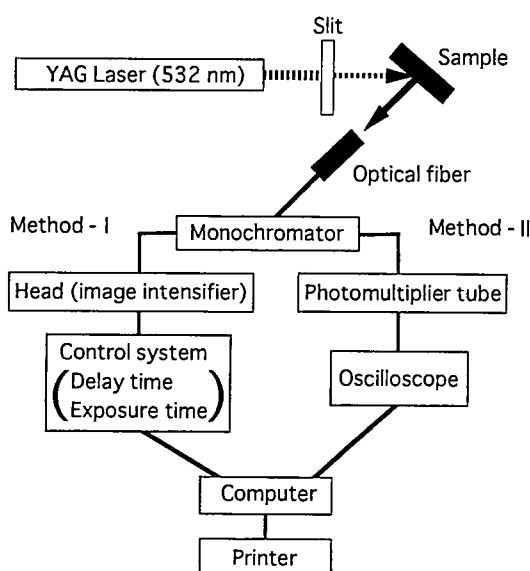 Slit
YAG Laser (532 nm)
Sample
Optical fiber
Method - I
Monochromator
Method - II
Head (image intensifier)
Photomultiplier tube
Control system
(Delay time
Exposure time)
Oscilloscope
Computer
Printer